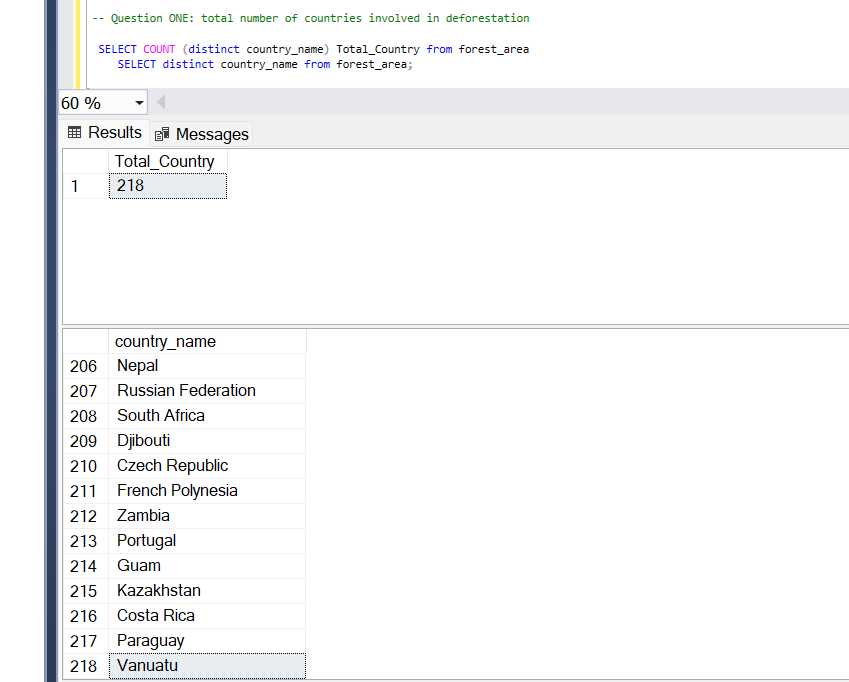 -- Question ONE: total number of countries involved in deforestation
SELECT COUNT (distinct country_name) Total_Country from forest_area
SELECT distinct country_name from forest_area;
60 %
Results Messages
Total_Country
1 218
country_name
206 Nepal
207 Russian Federation
208 South Africa
209 Djibouti
210 Czech Republic
211 French Polynesia
212 Zambia
213 Portugal
214 Guam
215 Kazakhstan
216 Costa Rica
217 Paraguay
218 Vanuatu